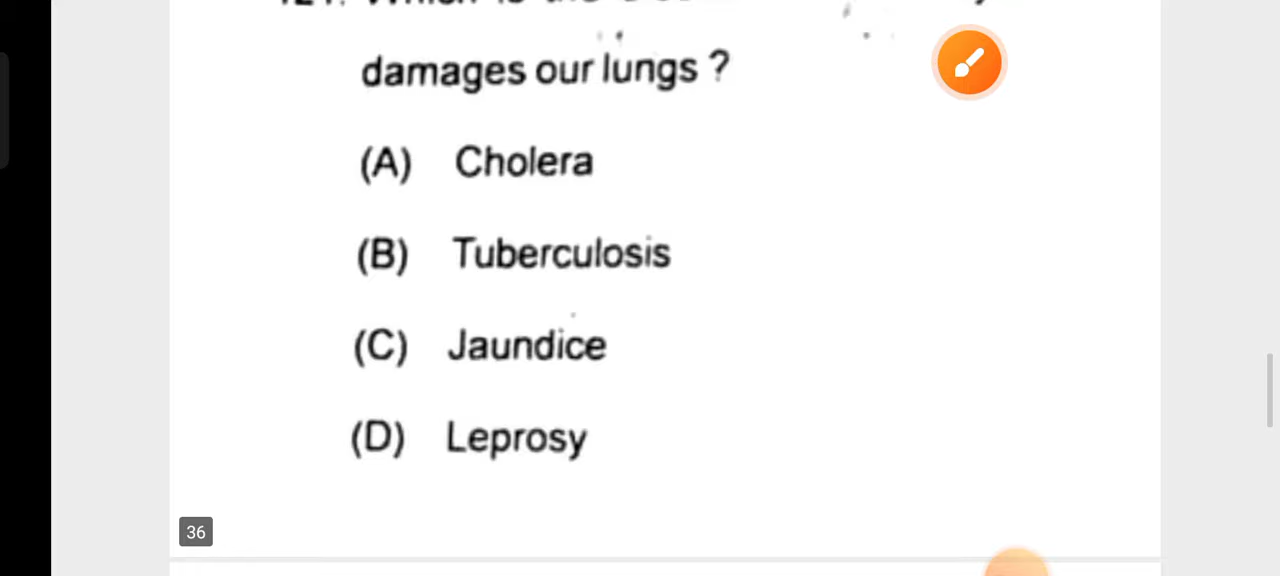 damages our lungs ?
(A) Cholera
(B) Tuberculosis
(C) Jaundice
(D) Leprosy
36